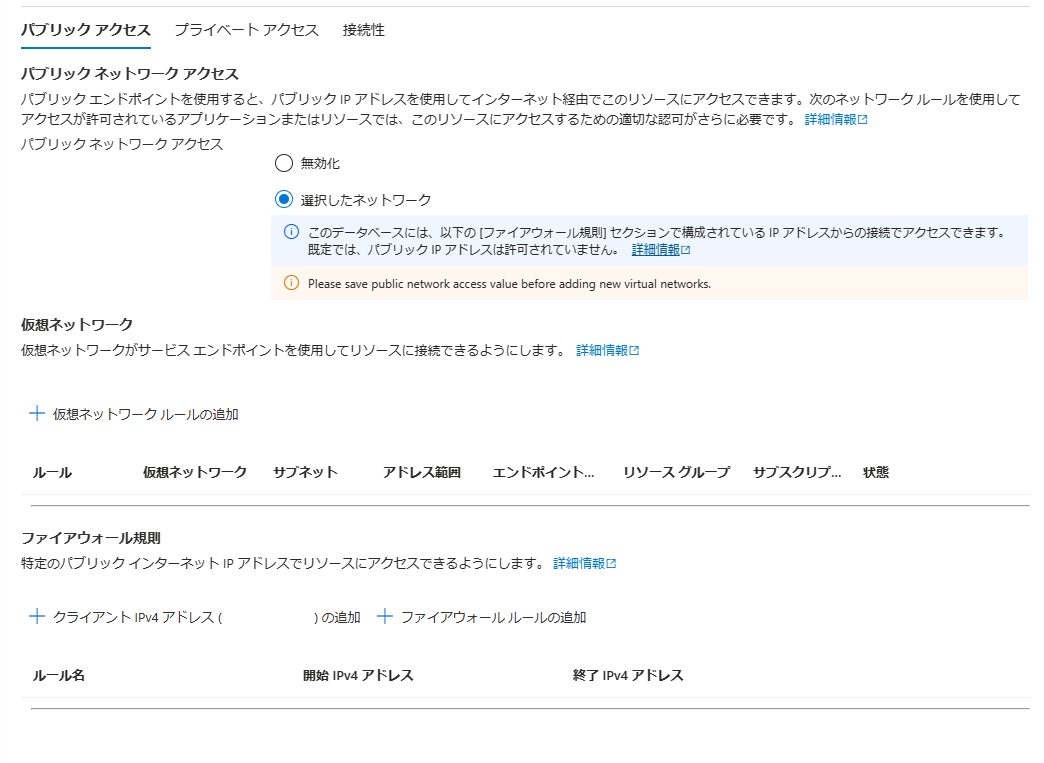 パブリック アクセス プライベート アクセス 接続性
パブリック ネットワーク アクセス
パブリック エンドポイントを使用すると、パブリック IP アドレスを使用してインターネット経由でこのリソースにアクセスできます。次のネットワーク ルールを使用して
アクセスが許可されているアプリケーションまたはリソースでは、このリソースにアクセスするための適切な認可がさらに必要です。 詳細情報
パブリック ネットワーク アクセス
無効化
選択したネットワーク
このデータベースには、以下の [ファイアウォール規則] セクションで構成されている IP アドレスからの接続でアクセスできます。
既定では、パブリック IP アドレスは許可されていません。 詳細情報
Please save public network access value before adding new virtual networks.
仮想ネットワーク
仮想ネットワークがサービス エンドポイントを使用してリソースに接続できるようにします。 詳細情報
+ 仮想ネットワーク ルールの追加
ルール 仮想ネットワーク サブネット アドレス範囲 エンドポイント... リソース グループ サブスクリプ... 状態
ファイアウォール規則
特定のパブリック インターネット IP アドレスでリソースにアクセスできるようにします。 詳細情報
+ クライアント IPv4 アドレス ( ) の追加 + ファイアウォール ルールの追加
ルール名 開始 IPv4 アドレス 終了 IPv4 アドレス